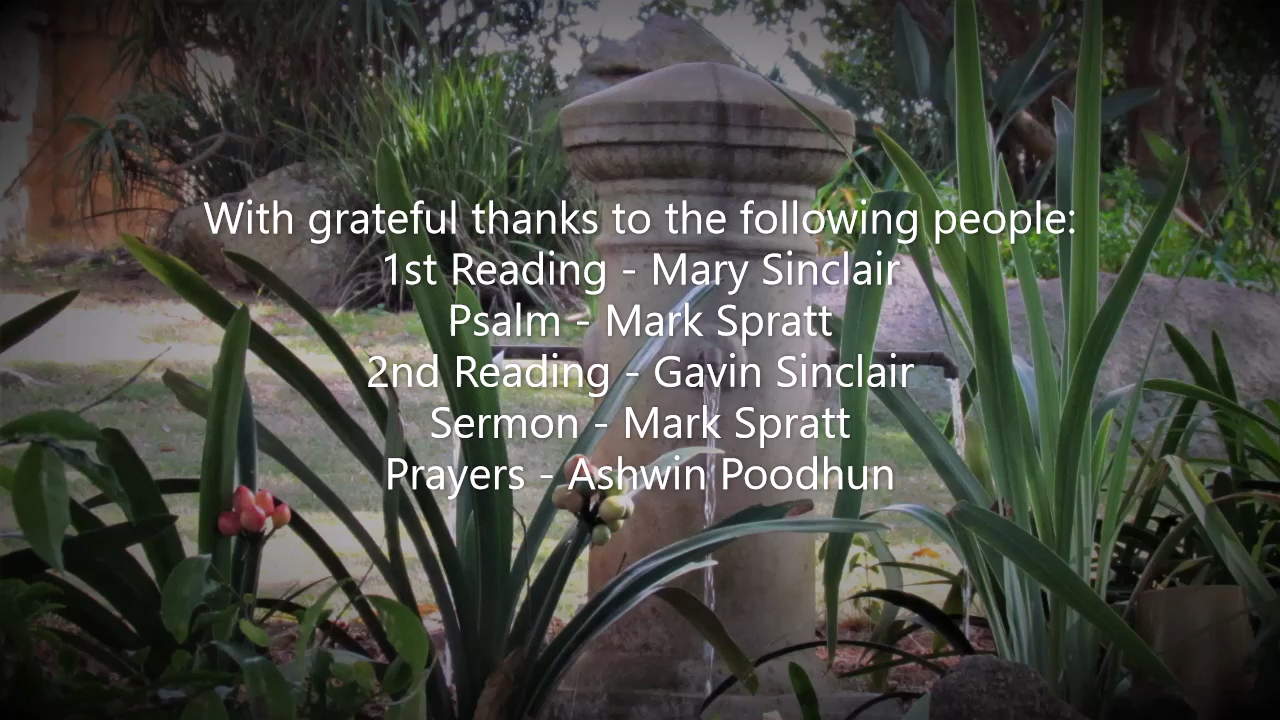 With grateful thanks to the following people:
1st Reading - Mary Sinclair
Psalm - Mark Spratt
2nd Reading - Gavin Sinclair
Sermon - Mark Spratt
Prayers - Ashwin Poodhun